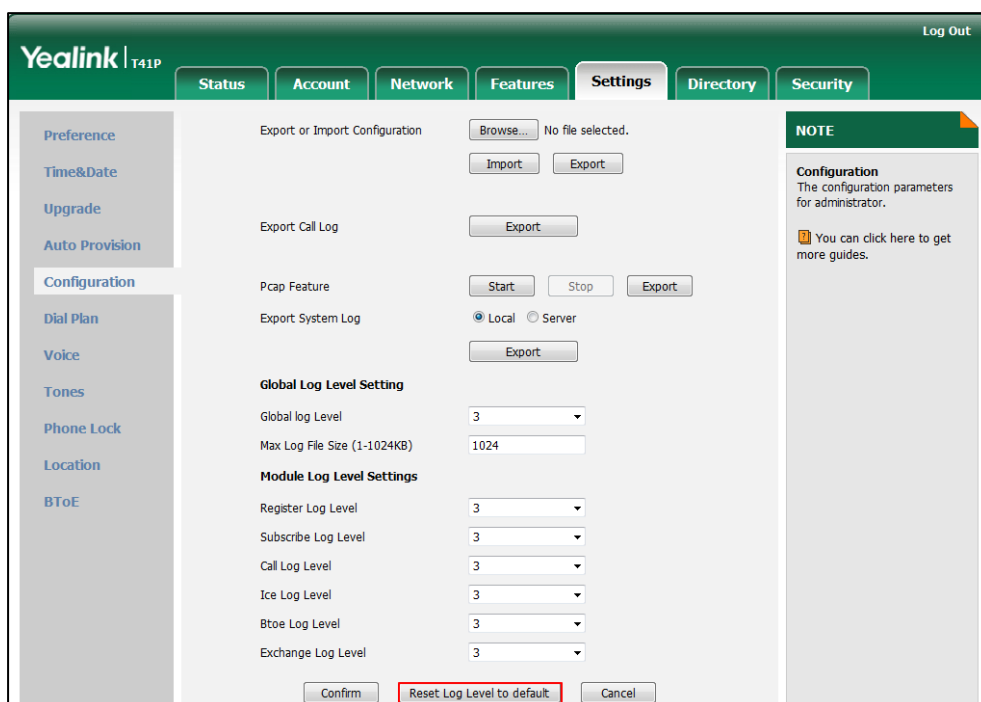 Log Out
Yealink T41P
Status Account Network Features Settings Directory Security
Preference
Time&Date
Upgrade
Auto Provision
Configuration
Dial Plan
Voice
Tones
Phone Lock
Location
BToE
Export or Import Configuration Browse... No file selected.
Import Export
Export Call Log Export
Pcap Feature Start Stop Export
Export System Log Local Server
Export
Global Log Level Setting
Global log Level 3
Max Log File Size (1-1024KB) 1024
Module Log Level Settings
Register Log Level 3
Subscribe Log Level 3
Call Log Level 3
Ice Log Level 3
Btoe Log Level 3
Exchange Log Level 3
Confirm Reset Log Level to default Cancel
NOTE
Configuration
The configuration parameters
for administrator.
? You can click here to get
more guides.